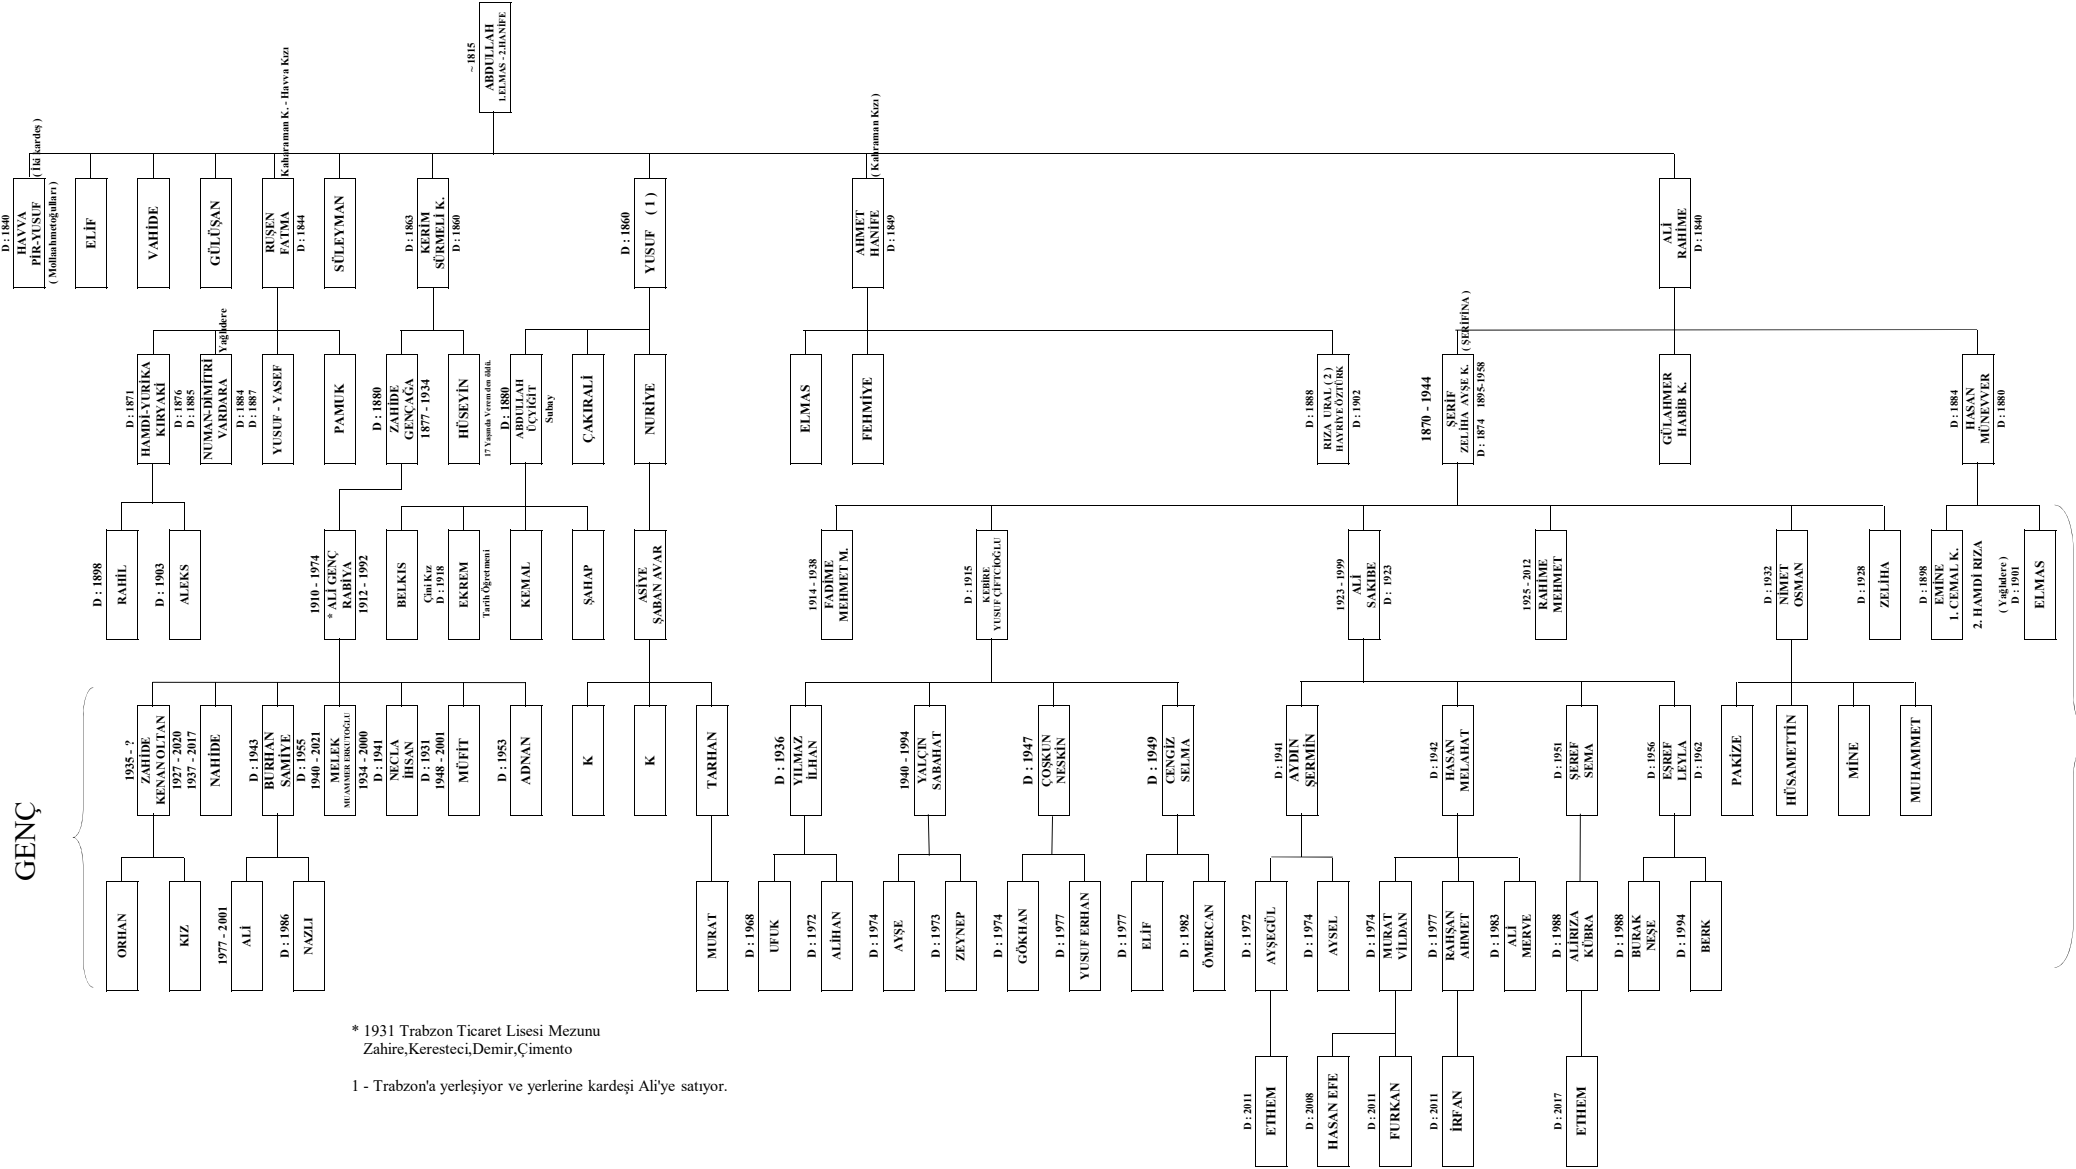 ~ 1815
ABDULLAH
1.ELMAS - 2.HANİFE
D : 1840
HAVVA
PİR-YUSUF
( İki kardeş )
( Mollaahmetoğulları )
ELİF
VAHİDE
GÜLÜŞAN
RUŞEN
FATMA
D : 1844
Kaharaman K. - Havva Kızı
SÜLEYMAN
D : 1863
KERİM
SÜRMELİ K.
D : 1860
D : 1860
YUSUF ( 1 )
AHMET
HANİFE
D : 1849
( Kahraman Kızı )
ALİ
RAHİME
D : 1840
D : 1871
HAMDİ-YURİKA
KIRYAKİ
D : 1876
D : 1885
NUMAN-DİMİTRİ
VARDARA
Yağlıdere
D : 1884
D : 1887
YUSUF - YASEF
PAMUK
D : 1880
ZAHİDE
GENÇAĞA
1877 - 1934
HÜSEYİN
17 Yaşında Veremden öldü.
D : 1880
ABDULLAH
ÜÇYİĞİT
Subay
ÇAKIRALİ
NURİYE
ELMAS
FEHMİYE
D : 1888
RIZA URAL ( 2 )
HAYRİYE ÖZTÜRK
D : 1902
1870 - 1944
ŞERİF
ZELİHA AYŞE K.
D : 1874 1895-1958
( ŞERİFİNA )
GÜLAHMER
HABİB K.
D : 1884
HASAN
MÜNEVVER
D : 1880
D : 1898
RAHİL
D : 1903
ALEKS
1910 - 1974
* ALİ GENÇ
RABİYA
1912 - 1992
BELKIS
Çini Kız
D : 1918
EKREM
Tarih Öğretmeni
KEMAL
ŞAHAP
ASİYE
ŞABAN AVAR
1914 - 1938
FADİME
MEHMET M.
D : 1915
KEBİRE
YUSUF ÇİFTCİOĞLU
1923 - 1999
ALİ
SAKIBE
D : 1923
1925 - 2012
RAHİME
MEHMET
D : 1932
NİMET
OSMAN
D : 1928
ZELİHA
D : 1898
EMİNE
1. CEMAL K.
2. HAMDİ RIZA
( Yağlıdere )
D : 1901
ELMAS
GENÇ
1935 - ?
ZAHİDE
KENAN OLTAN
1927 - 2020
1937 - 2017
NAHİDE
D : 1943
BURHAN
SAMİYE
D : 1955
1940 - 2021
MELEK
MUAMMER ERKUTOĞLU
1934 - 2000
D : 1941
NECLA
İHSAN
D : 1931
1948 - 2001
MÜFİT
D : 1953
ADNAN
K
K
TARHAN
D : 1936
YILMAZ
İLHAN
1940 - 1994
YALÇIN
SABAHAT
D : 1947
ÇOŞKUN
NESKİN
D : 1949
CENGİZ
SELMA
D : 1941
AYDIN
ŞERMİN
D : 1942
HASAN
MELAHAT
D : 1951
ŞEREF
SEMA
D : 1956
EŞREF
LEYLA
D : 1962
PAKİZE
HÜSAMETTİN
MİNE
MUHAMMET
ORHAN
KIZ
1977 - 2001
ALİ
D : 1986
NAZLI
MURAT
D : 1968
UFUK
D : 1972
ALİHAN
D : 1974
AYŞE
D : 1973
ZEYNEP
D : 1974
GÖKHAN
D : 1977
YUSUF ERHAN
D : 1977
ELİF
D : 1982
ÖMERCAN
D : 1972
AYŞEGÜL
D : 1974
AYSEL
D : 1974
MURAT
VİLDAN
D : 1977
RAHŞAN
AHMET
D : 1983
ALİ
MERVE
D : 1988
ALİRIZA
KÜBRA
D : 1988
BURAK
NEŞE
D : 1994
BERK
D : 2011
ETHEM
D : 2008
HASAN EFE
D : 2011
FURKAN
D : 2011
İRFAN
D : 2017
ETHEM
* 1931 Trabzon Ticaret Lisesi Mezunu
Zahire,Keresteci,Demir,Çimento
1 - Trabzon'a yerleşiyor ve yerlerine kardeşi Ali'ye satıyor.